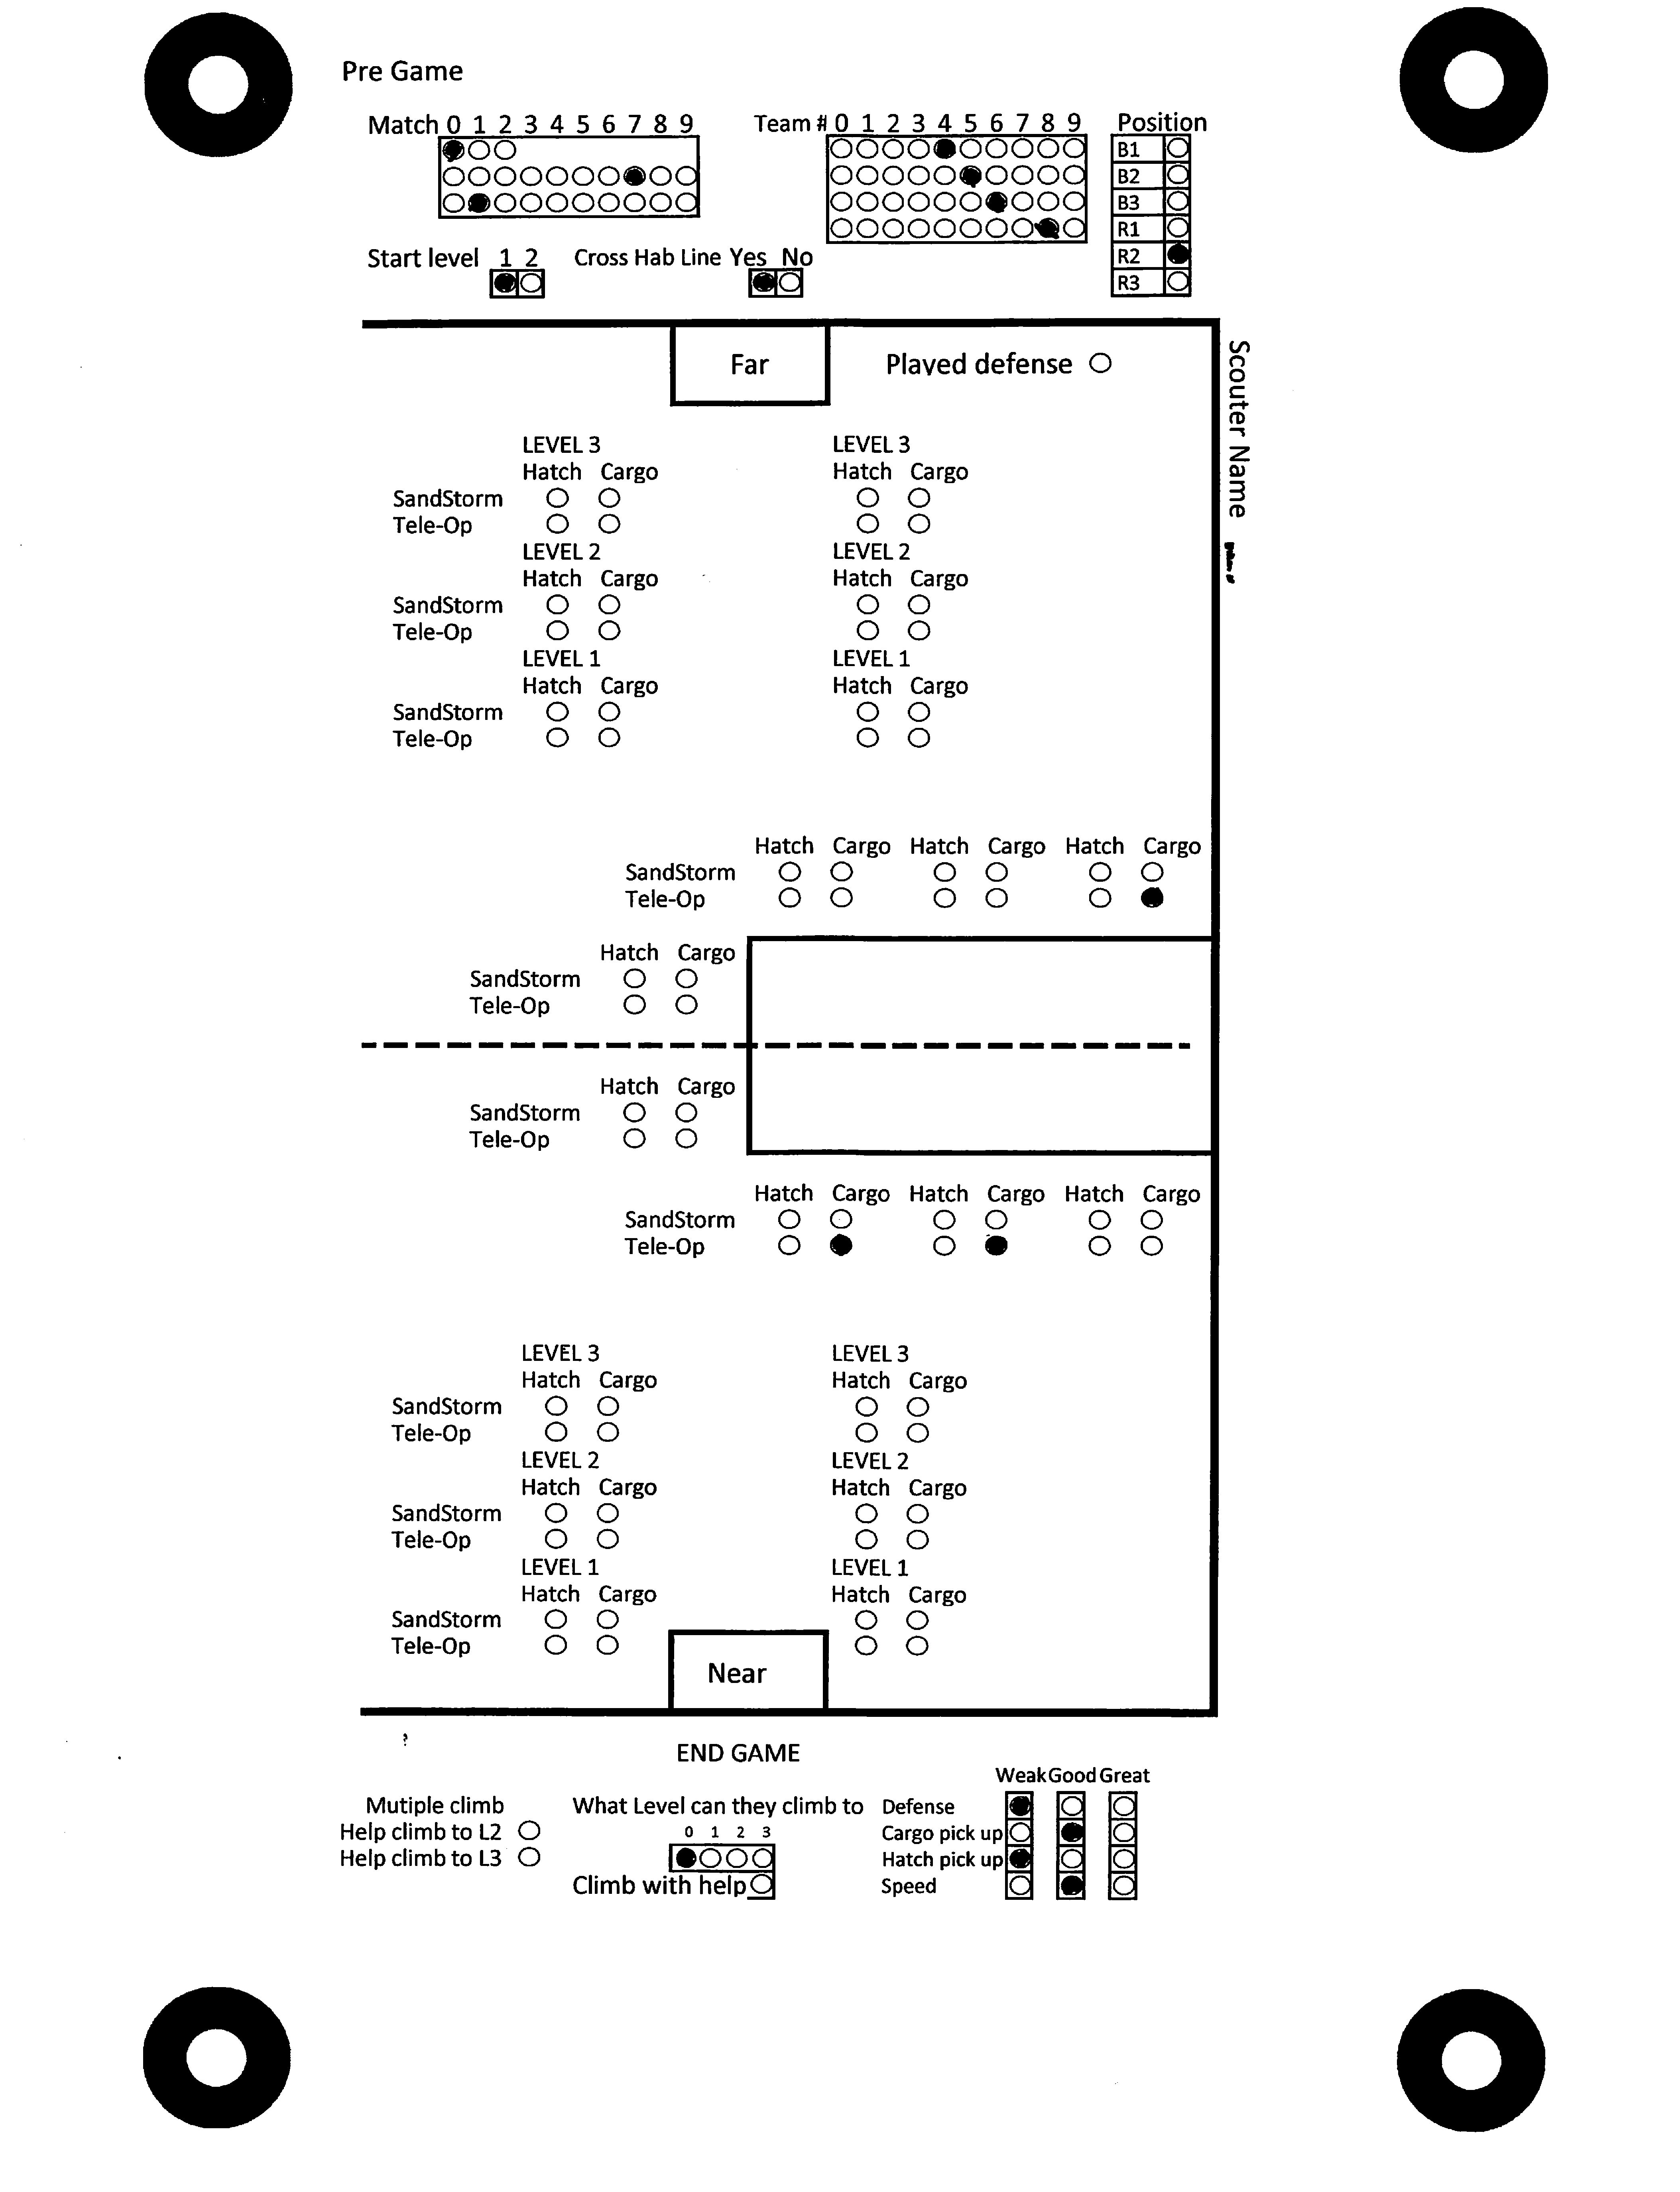 Pre Game
Match 0 1 2 3 4 5 6 7 8 9
Team # 0 1 2 3 4 5 6 7 8 9
Position
B1
B2
B3
R1
R2
R3
Start level 1 2
Cross Hab Line Yes No
Far
Played defense
Scouter Name
LEVEL 3 LEVEL 3
Hatch Cargo Hatch Cargo
SandStorm
Tele-Op
LEVEL 2 LEVEL 2
Hatch Cargo Hatch Cargo
SandStorm
Tele-Op
LEVEL 1 LEVEL 1
Hatch Cargo Hatch Cargo
SandStorm
Tele-Op
Hatch Cargo Hatch Cargo Hatch Cargo
SandStorm
Tele-Op
Hatch Cargo
SandStorm
Tele-Op
Hatch Cargo
SandStorm
Tele-Op
Hatch Cargo Hatch Cargo Hatch Cargo
SandStorm
Tele-Op
LEVEL 3 LEVEL 3
Hatch Cargo Hatch Cargo
SandStorm
Tele-Op
LEVEL 2 LEVEL 2
Hatch Cargo Hatch Cargo
SandStorm
Tele-Op
LEVEL 1 LEVEL 1
Hatch Cargo Hatch Cargo
SandStorm
Tele-Op
Near
?
END GAME
Mutiple climb
Help climb to L2
Help climb to L3
What Level can they climb to
0 1 2 3
Climb with help
Weak Good Great
Defense
Cargo pick up
Hatch pick up
Speed